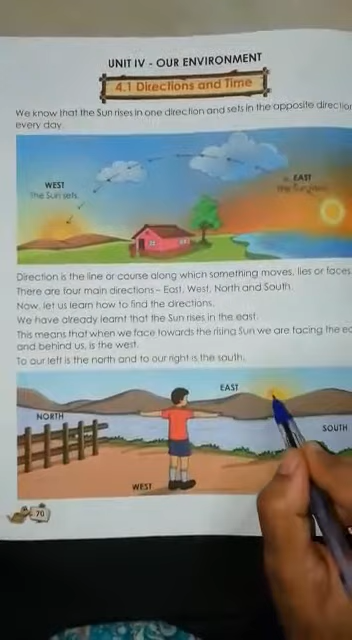 UNIT IV - OUR ENVIRONMENT
4.1 Directions and Time
We know that the Sun rises in one direction and sets in the opposite direction
every day.
WEST
The Sun sets
EAST
the Sun rises
Direction is the line or course along which something moves, lies or faces.
There are four main directions – East, West, North and South.
Now, let us learn how to find the directions.
We have already learnt that the Sun rises in the east.
This means that when we face towards the rising Sun we are facing the
and behind us, is the west.
To our left is the north and to our right is the south.
EAST
NORTH
SOUTH
WEST
70